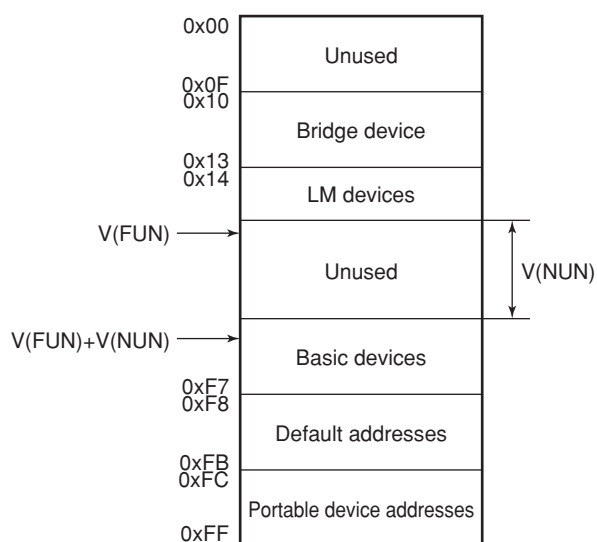 0x00
Unused
0x0F
0x10
Bridge device
0x13
0x14
LM devices
V(FUN)
Unused
V(NUN)
V(FUN)+V(NUN)
Basic devices
0xF7
0xF8
Default addresses
0xFB
0xFC
Portable device addresses
0xFF